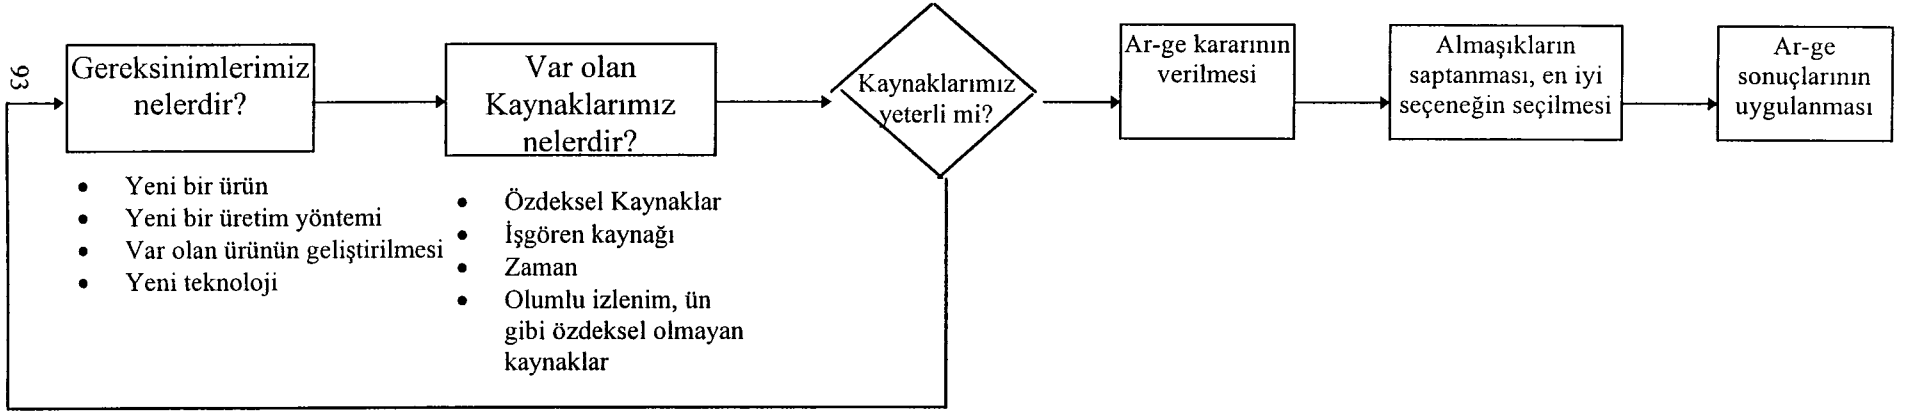 93
Gereksinimlerimiz
nelerdir?
Var olan
Kaynaklarımız
nelerdir?
Kaynaklarımız
yeterli mi?
Ar-ge kararının
verilmesi
Almaşıkların
saptanması, en iyi
seçeneğin seçilmesi
Ar-ge
sonuçlarının
uygulanması
• Yeni bir ürün
• Yeni bir üretim yöntemi
• Var olan ürünün geliştirilmesi
• Yeni teknoloji
• Özdeksel Kaynaklar
• İşgören kaynağı
• Zaman
• Olumlu izlenim, ün
gibi özdeksel olmayan
kaynaklar